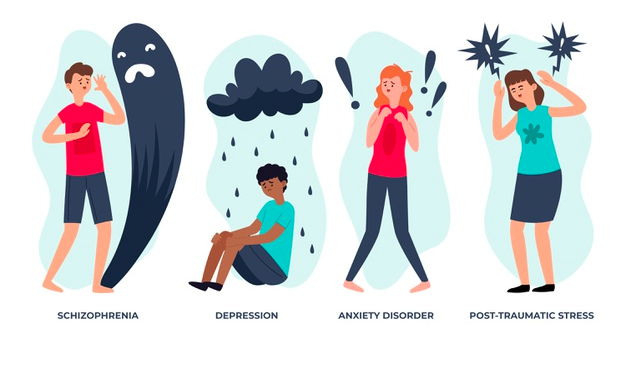 SCHIZOPHRENIA
DEPRESSION
ANXIETY DISORDER
POST-TRAUMATIC STRESS